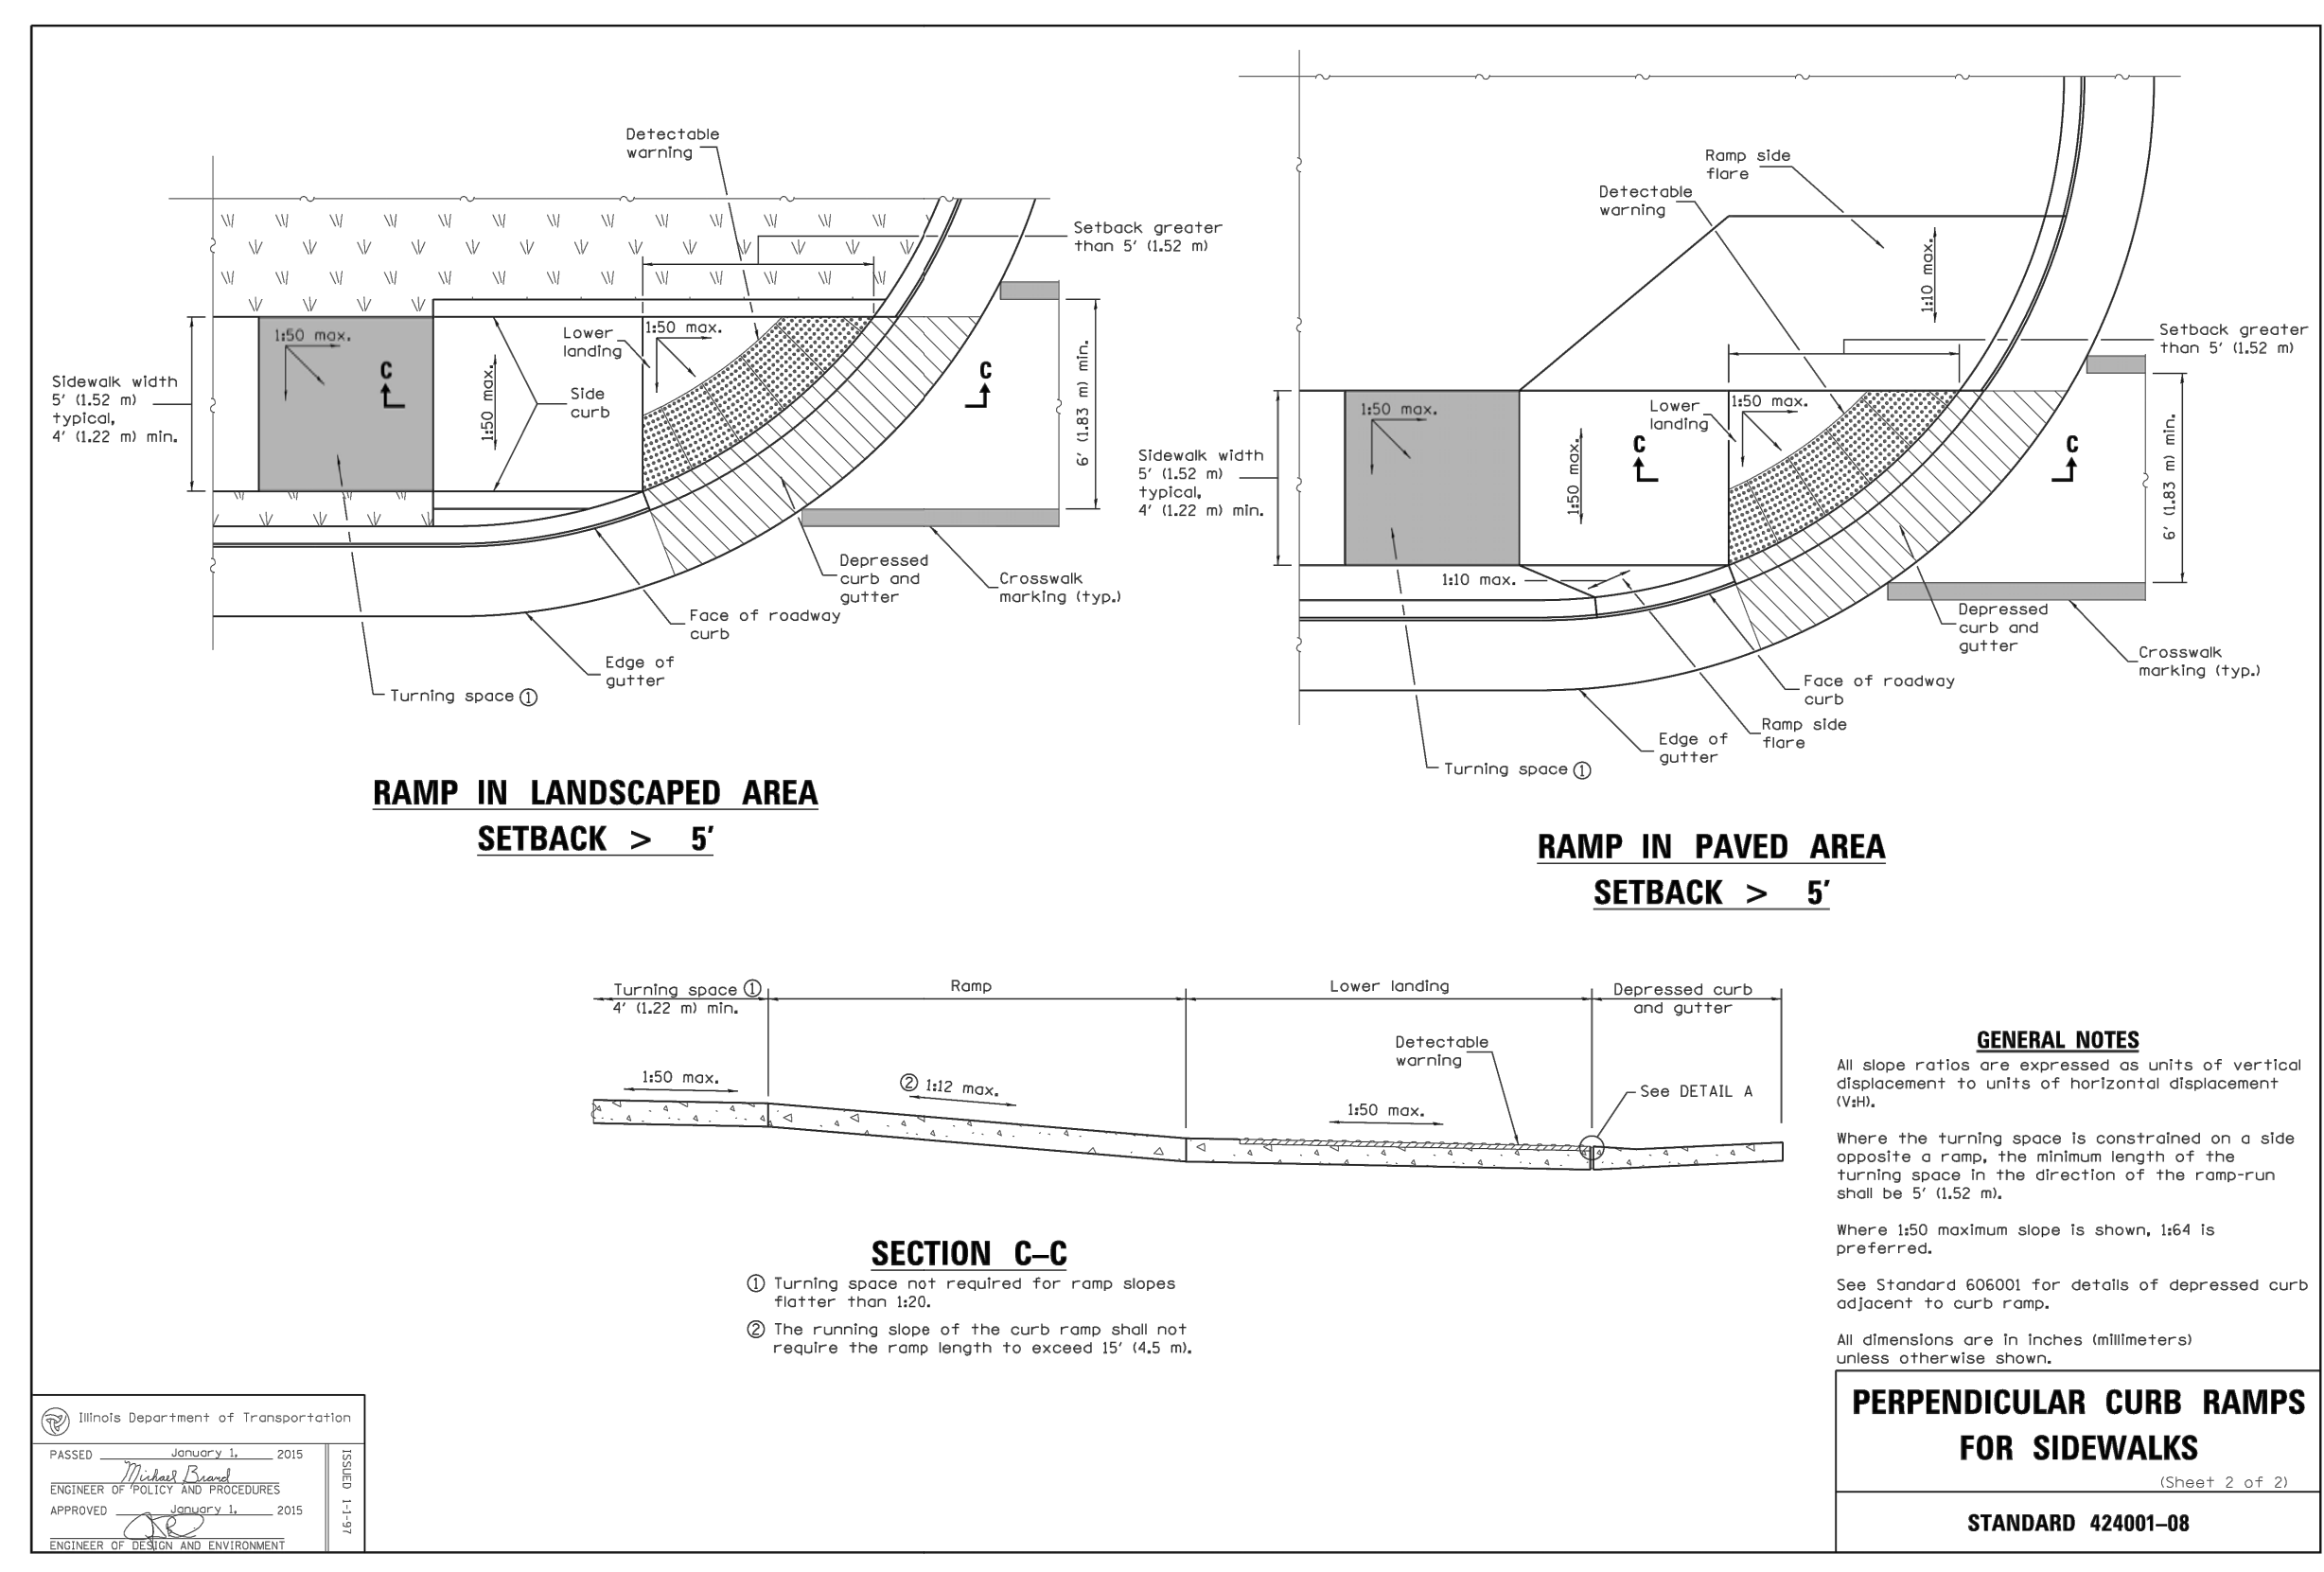 Detectable
warning
Setback greater
than 5' (1.52 m)
1:50 max.
Lower
landing
1:50 max.
C
C
Sidewalk width
5' (1.52 m)
typical,
4' (1.22 m) min.
1:50 max.
Side
curb
6' (1.83 m) min.
Depressed
curb and
gutter
Crosswalk
marking (typ.)
Face of roadway
curb
Edge of
gutter
Turning space ①
RAMP IN LANDSCAPED AREA
SETBACK > 5'
Ramp side
flare
Detectable
warning
1:10 max.
Setback greater
than 5' (1.52 m)
1:50 max.
Lower
landing
1:50 max.
C
C
Sidewalk width
5' (1.52 m)
typical,
4' (1.22 m) min.
1:50 max.
6' (1.83 m) min.
1:10 max.
Depressed
curb and
gutter
Crosswalk
marking (typ.)
Face of roadway
curb
Ramp side
flare
Edge of
gutter
Turning space ①
RAMP IN PAVED AREA
SETBACK > 5'
Turning space ①
4' (1.22 m) min.
Ramp
Lower landing
Depressed curb
and gutter
Detectable
warning
1:50 max.
② 1:12 max.
1:50 max.
See DETAIL A
SECTION C–C
① Turning space not required for ramp slopes
flatter than 1:20.
② The running slope of the curb ramp shall not
require the ramp length to exceed 15' (4.5 m).
GENERAL NOTES
All slope ratios are expressed as units of vertical
displacement to units of horizontal displacement
(V:H).
Where the turning space is constrained on a side
opposite a ramp, the minimum length of the
turning space in the direction of the ramp-run
shall be 5' (1.52 m).
Where 1:50 maximum slope is shown, 1:64 is
preferred.
See Standard 606001 for details of depressed curb
adjacent to curb ramp.
All dimensions are in inches (millimeters)
unless otherwise shown.
Illinois Department of Transportation
PASSED January 1, 2015
Michael Brand
ENGINEER OF POLICY AND PROCEDURES
APPROVED January 1, 2015
ENGINEER OF DESIGN AND ENVIRONMENT
ISSUED 1-1-97
PERPENDICULAR CURB RAMPS
FOR SIDEWALKS
(Sheet 2 of 2)
STANDARD 424001–08